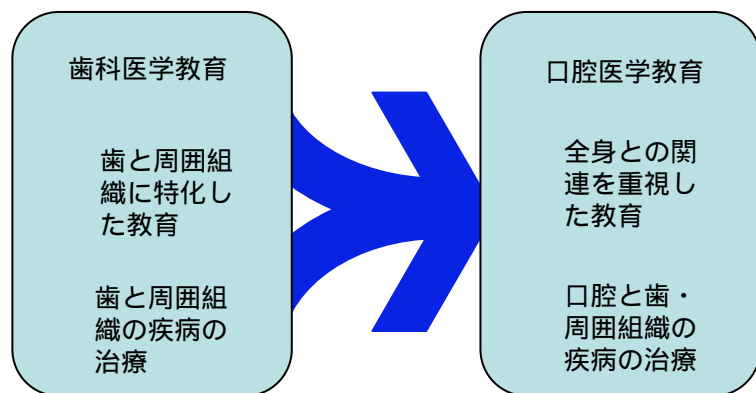 歯科医学教育
歯と周囲組
織に特化し
た教育
歯と周囲組
織の疾病の
治療
口腔医学教育
全身との関
連を重視し
た教育
口腔と歯・
周囲組織の
疾病の治療